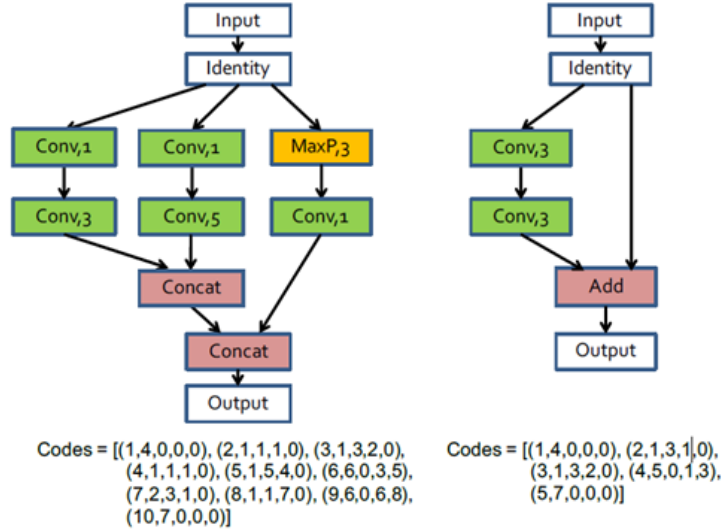 Input
Identity
Conv,1
Conv,1
MaxP,3
Conv,3
Conv,5
Conv,1
Concat
Concat
Output
Codes = [(1,4,0,0,0), (2,1,1,1,0), (3,1,3,2,0),
(4,1,1,1,0), (5,1,5,4,0), (6,6,0,3,5),
(7,2,3,1,0), (8,1,1,7,0), (9,6,0,6,8),
(10,7,0,0,0)]
Input
Identity
Conv,3
Conv,3
Add
Output
Codes = [(1,4,0,0,0), (2,1,3,1,0),
(3,1,3,2,0), (4,5,0,1,3),
(5,7,0,0,0)]